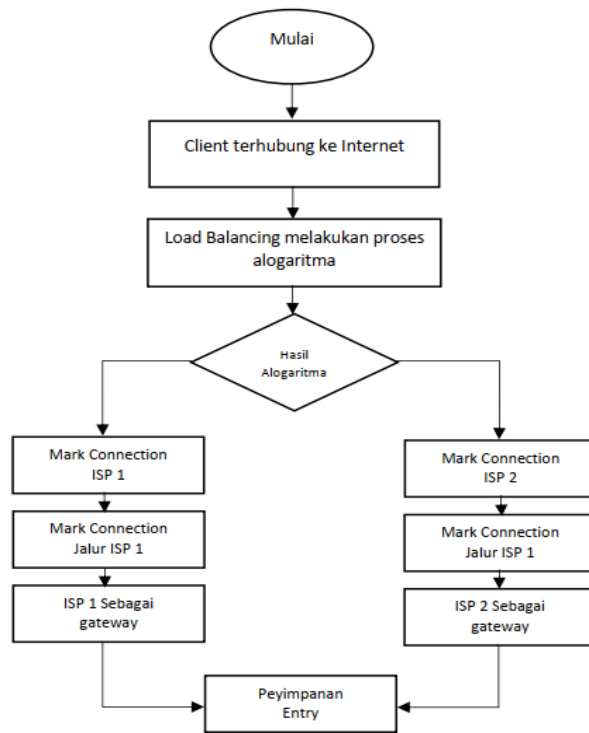 Mulai
Client terhubung ke Internet
Load Balancing melakukan proses
alogaritma
Hasil
Alogaritma
Mark Connection
ISP 1
Mark Connection
Jalur ISP 1
ISP 1 Sebagai
gateway
Mark Connection
ISP 2
Mark Connection
Jalur ISP 1
ISP 2 Sebagai
gateway
Peyimpanan
Entry